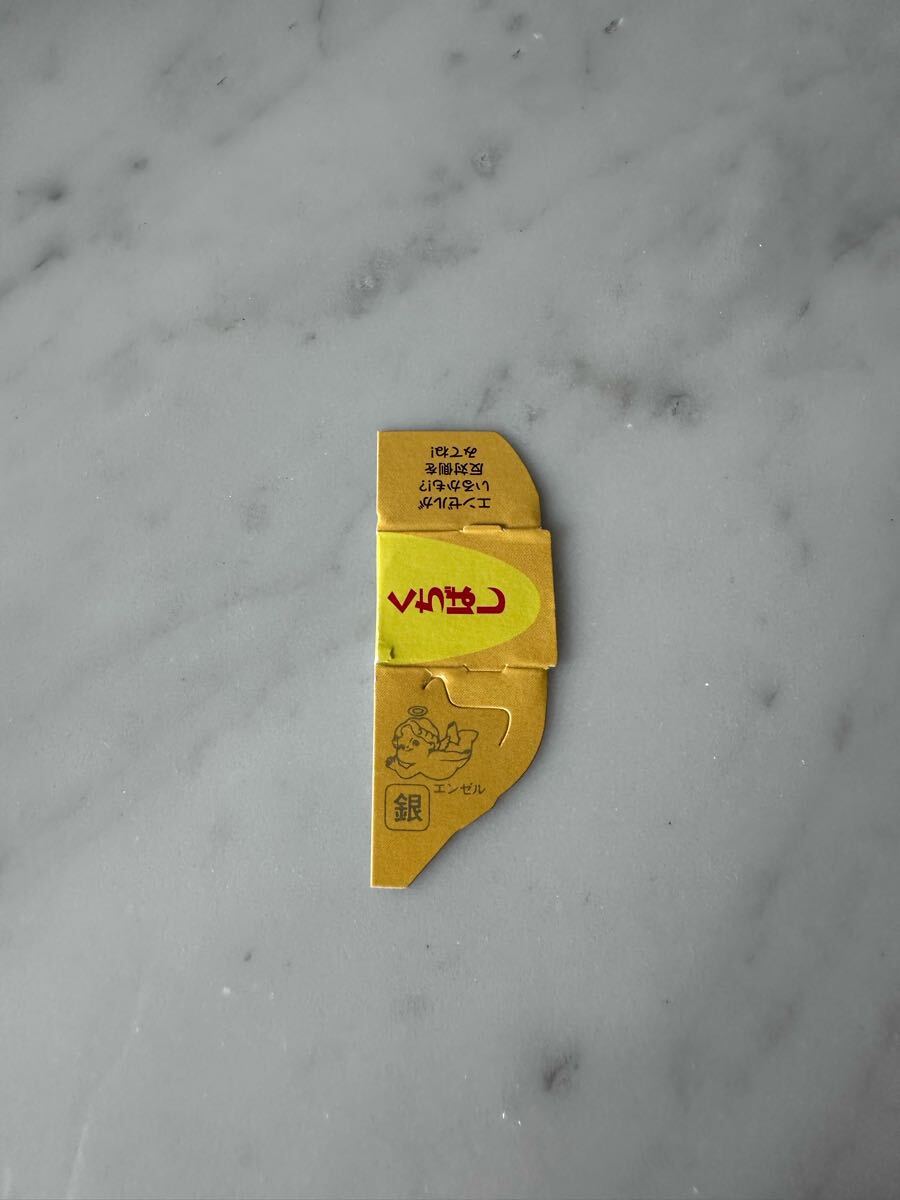 エンゼルが
いるかも!?
反対側を
みてね!
くちばし
エンゼル
銀